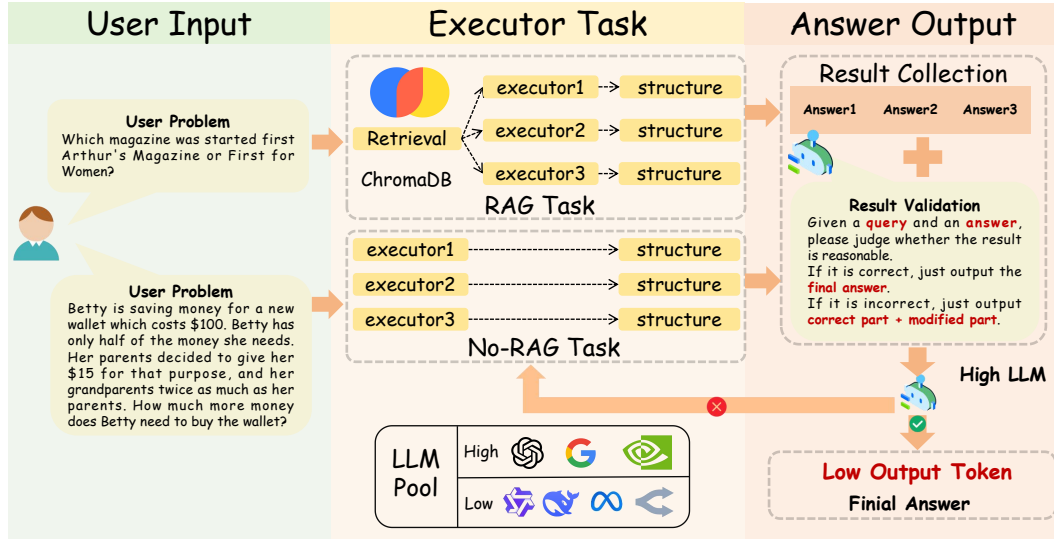 User Input
Executor Task
Answer Output
User Problem
Which magazine was started first
Arthur's Magazine or First for
Women?
User Problem
Betty is saving money for a new
wallet which costs $100. Betty has
only half of the money she needs.
Her parents decided to give her
$15 for that purpose, and her
grandparents twice as much as her
parents. How much more money
does Betty need to buy the wallet?
Retrieval
ChromaDB
executor1
structure
executor2
structure
executor3
structure
RAG Task
executor1
structure
executor2
structure
executor3
structure
No-RAG Task
LLM
Pool
High
Low
Result Collection
Answer1
Answer2
Answer3
Result Validation
Given a query and an answer,
please judge whether the result
is reasonable.
If it is correct, just output the
final answer.
If it is incorrect, just output
correct part + modified part.
High LLM
Low Output Token
Finial Answer